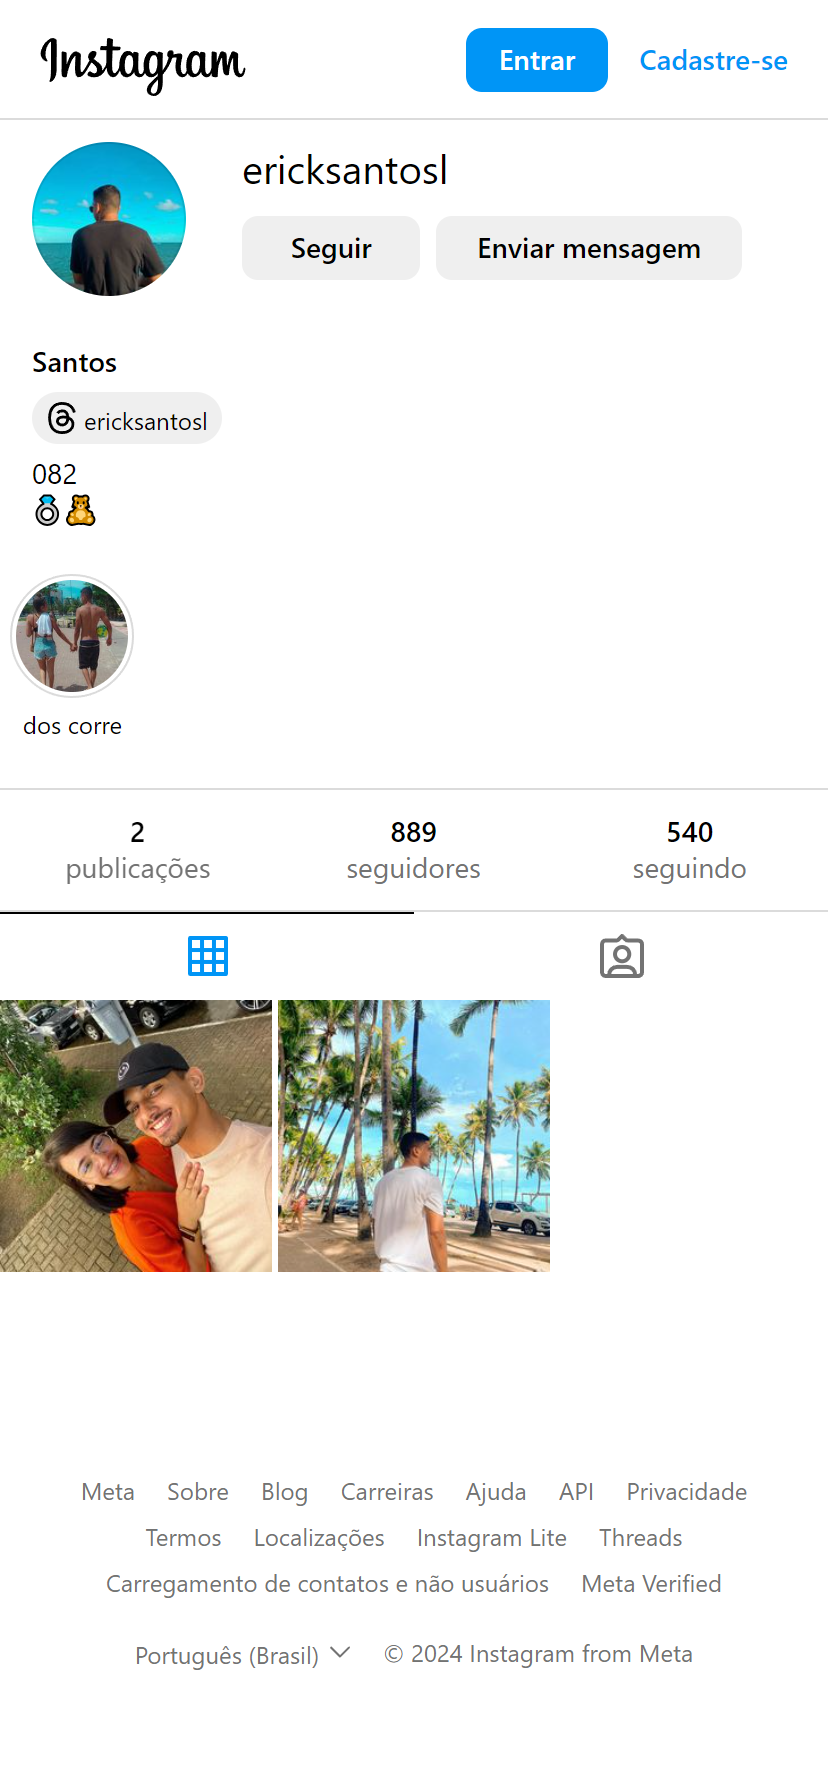 Instagram
Entrar
Cadastre-se
ericksantosl
Seguir
Enviar mensagem
Santos
ericksantosl
082
dos corre
2 889 540
publicações seguidores seguindo
Meta Sobre Blog Carreiras Ajuda API Privacidade
Termos Localizações Instagram Lite Threads
Carregamento de contatos e não usuários Meta Verified
Português (Brasil) © 2024 Instagram from Meta